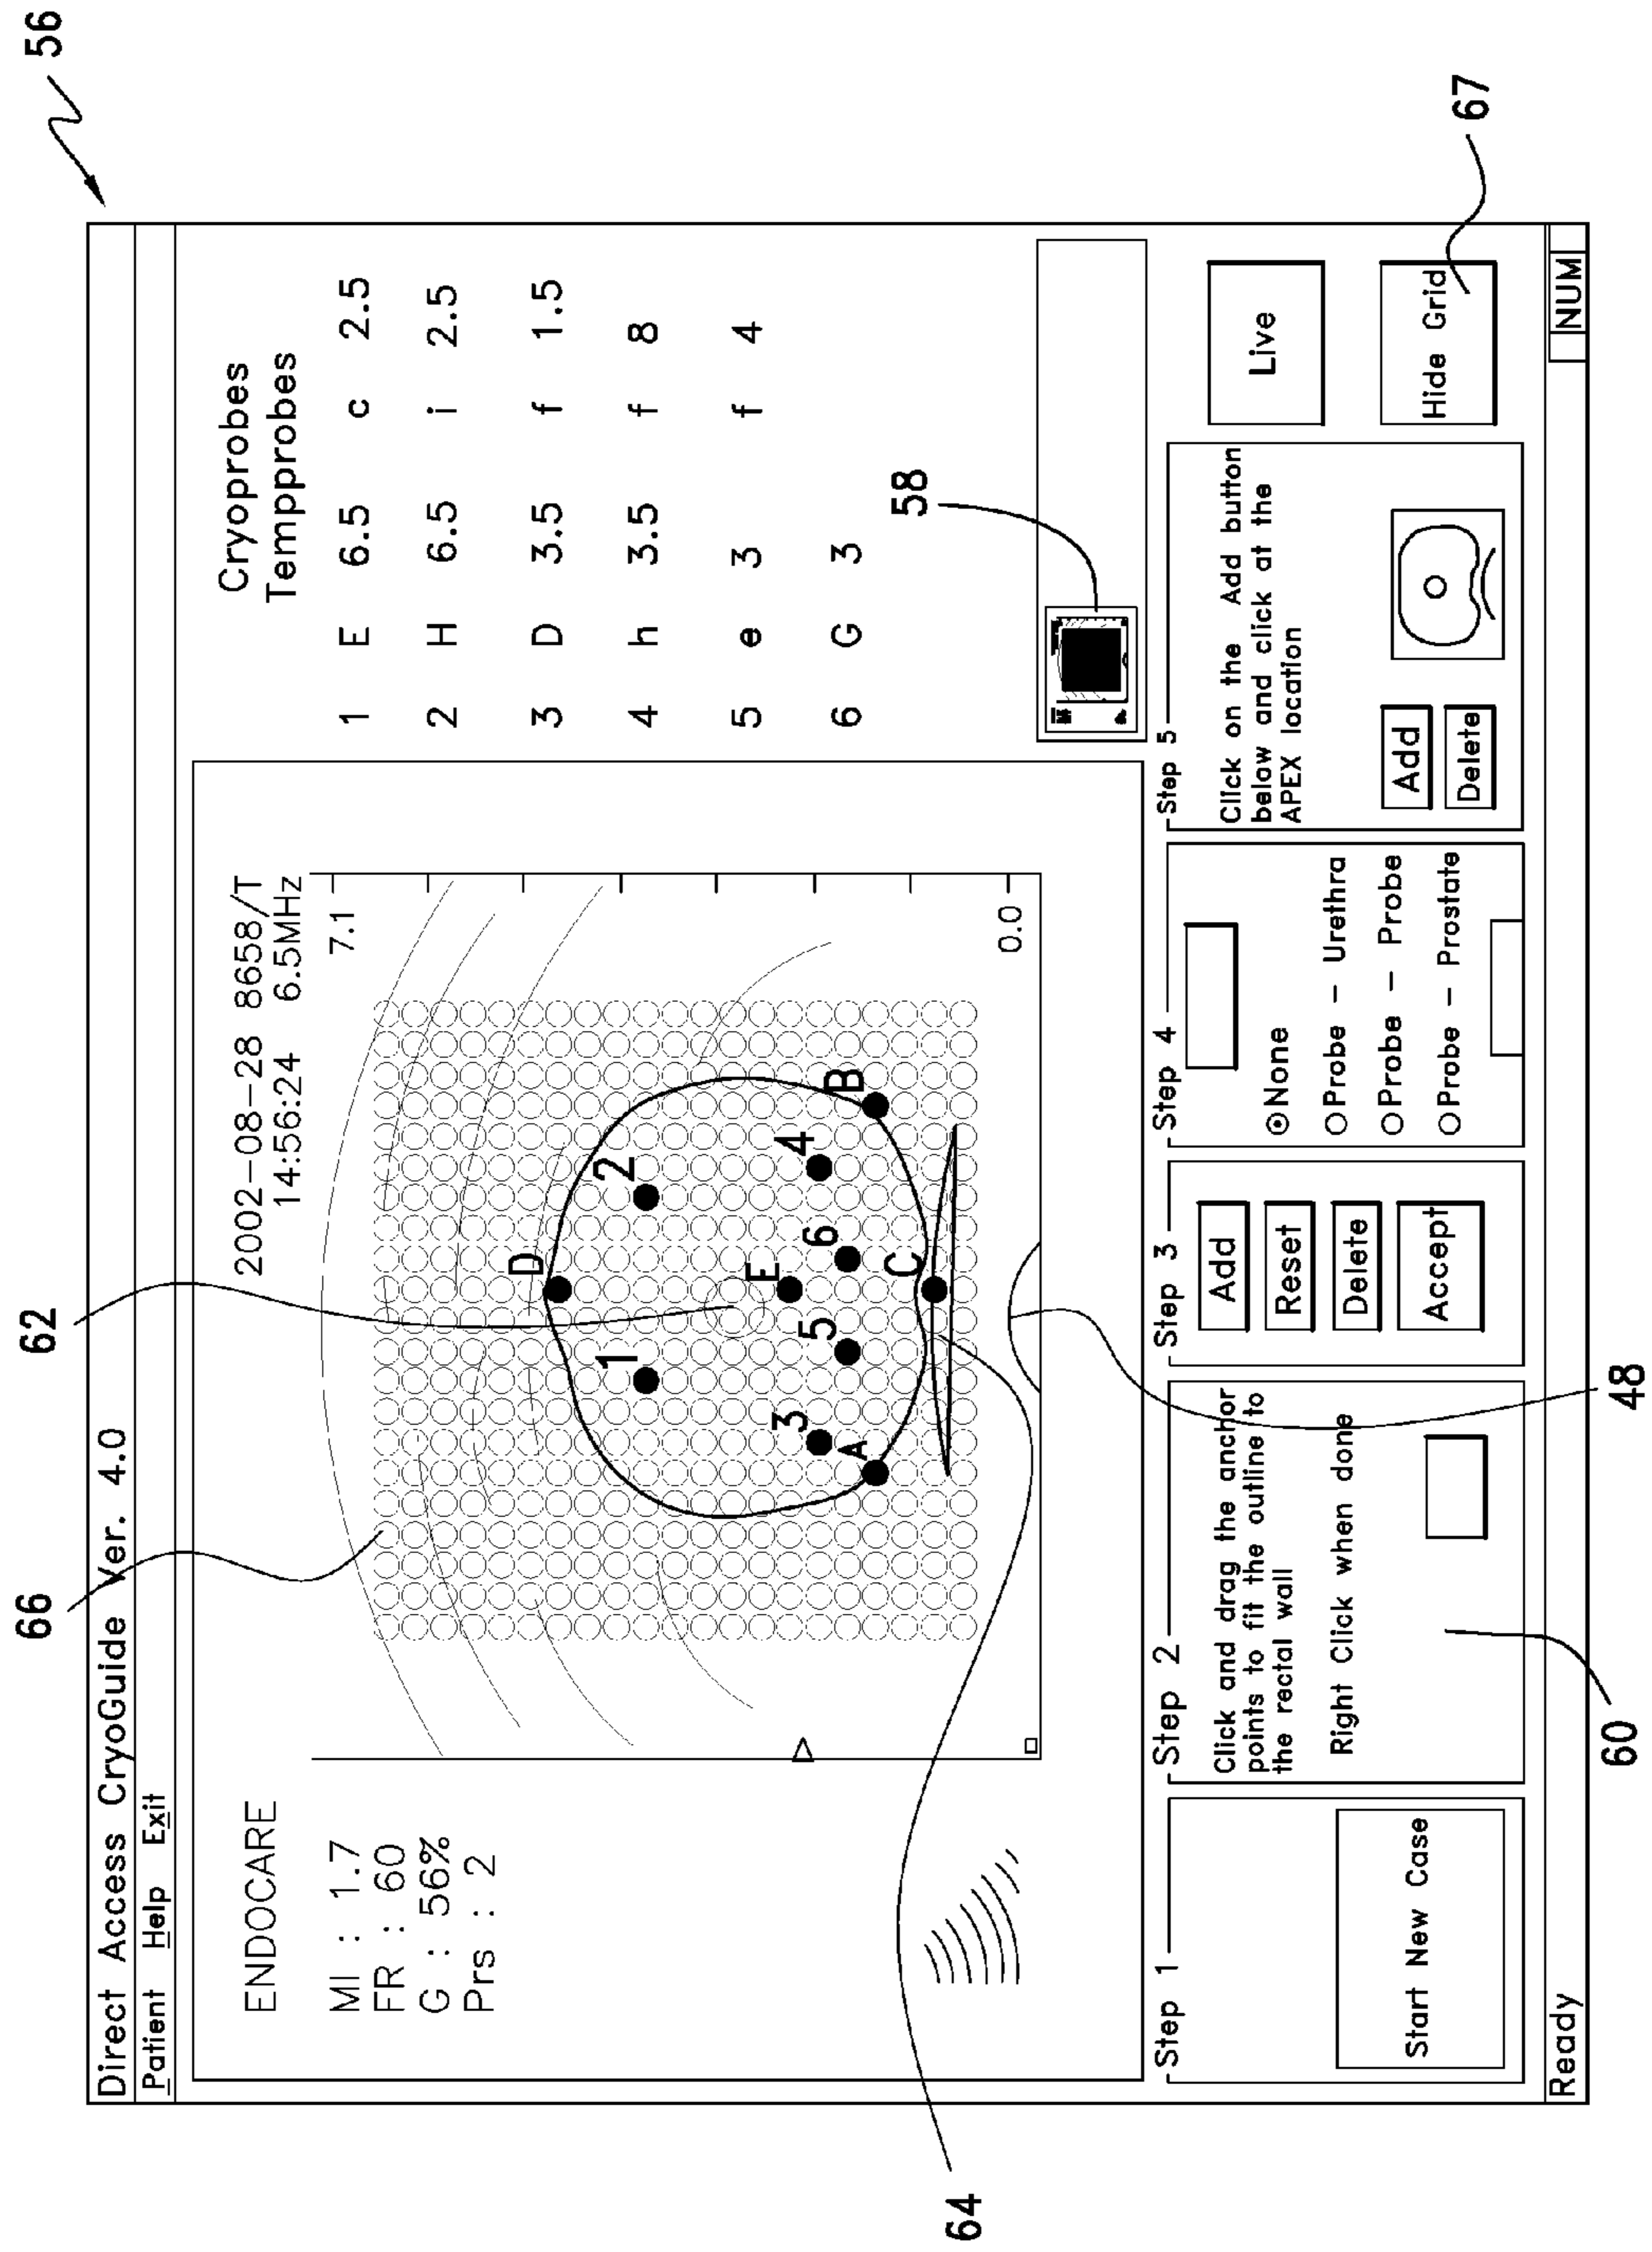 56
62
66
Direct Access CryoGuide Ver. 4.0
Patient Help Exit
ENDOCARE
2002-08-28 8658/T
14:56:24 6.5MHz
MI : 1.7
FR : 60
G : 56%
Prs : 2
7.1
0.0
D
1
2
E
3
4
5
6
A
B
C
Cryoprobes
Tempprobes
1 E 6.5 c 2.5
2 H 6.5 i 2.5
3 D 3.5 f 1.5
4 h 3.5 f 8
5 e 3 f 4
6 G 3
58
64
Step 1
Start New Case
Step 2
Click and drag the anchor
points to fit the outline to
the rectal wall
Right Click when done
Step 3
Add
Reset
Delete
Accept
Step 4
None
Probe - Urethra
Probe - Probe
Probe - Prostate
Step 5
Click on the Add button
below and click at the
APEX location
Add
Delete
Live
Hide Grid
67
Ready
NUM
60
48